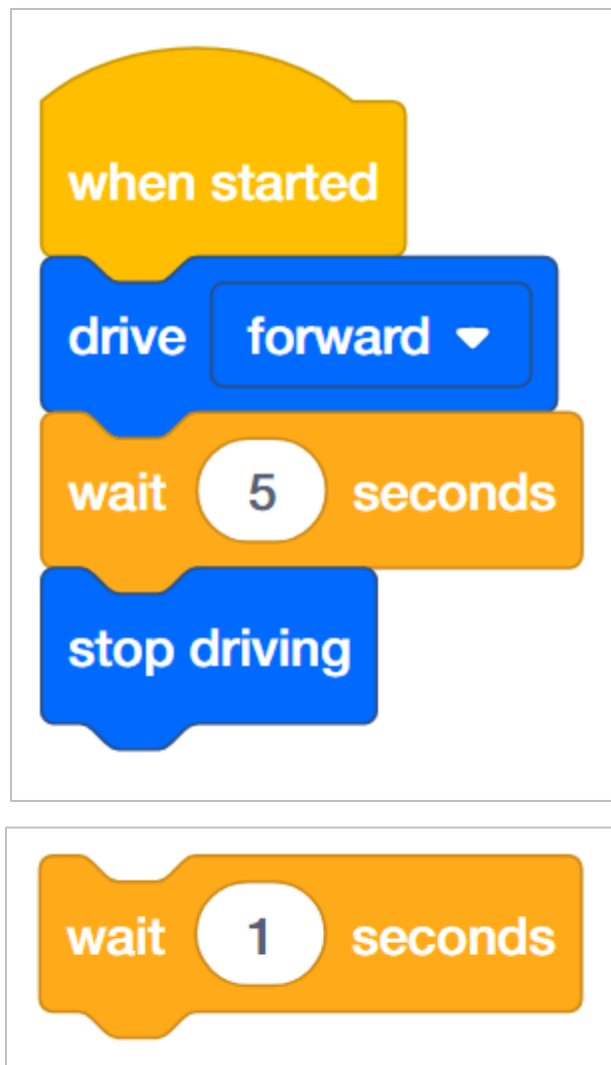 when started
drive forward
wait 5 seconds
stop driving
wait 1 seconds